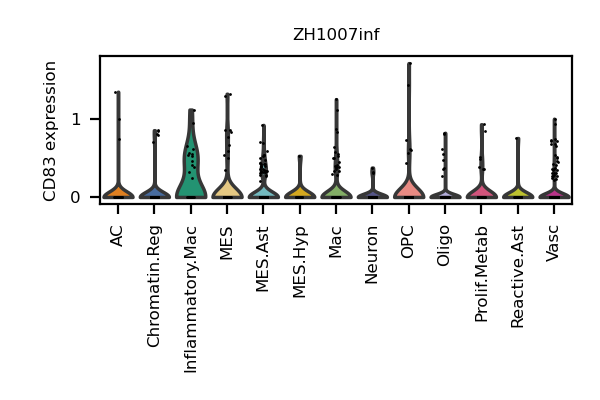 ZH1007inf
CD83 expression
1
0
AC
Chromatin.Reg
Inflammatory.Mac
MES
MES.Ast
MES.Hyp
Mac
Neuron
OPC
Oligo
Prolif.Metab
Reactive.Ast
Vasc